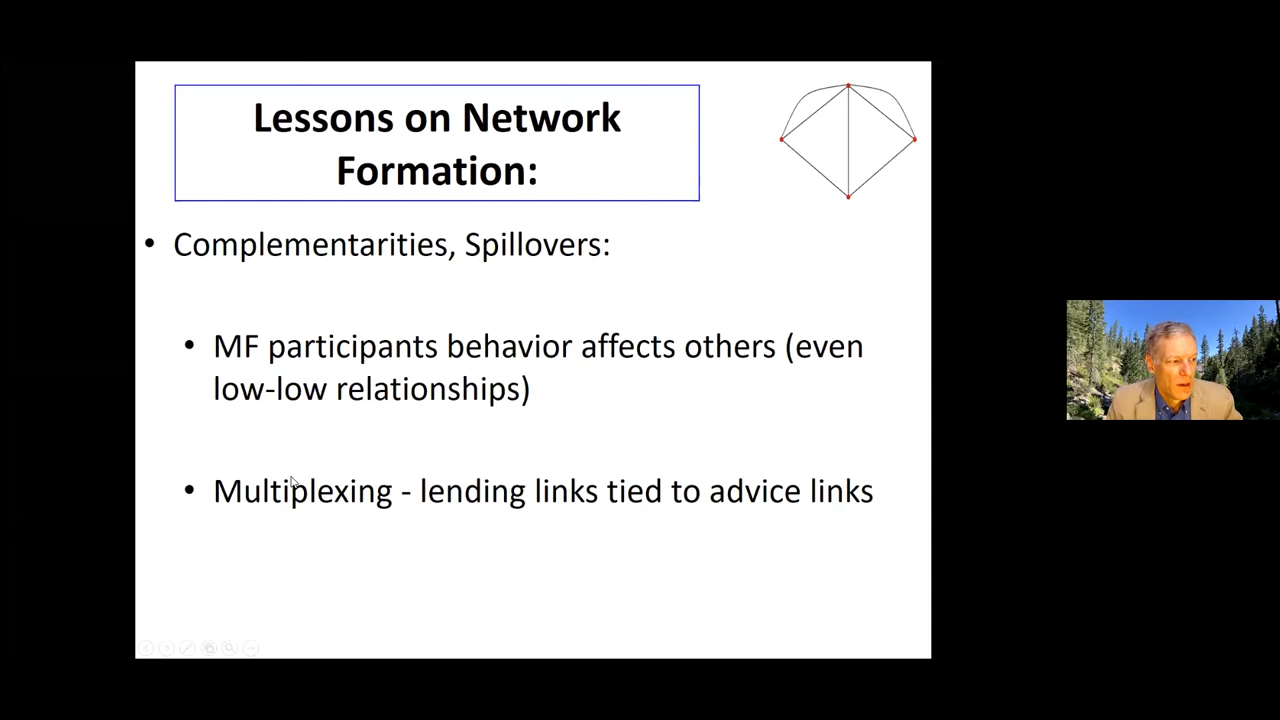 Lessons on Network
Formation:
• Complementarities, Spillovers:
• MF participants behavior affects others (even
low-low relationships)
• Multiplexing - lending links tied to advice links